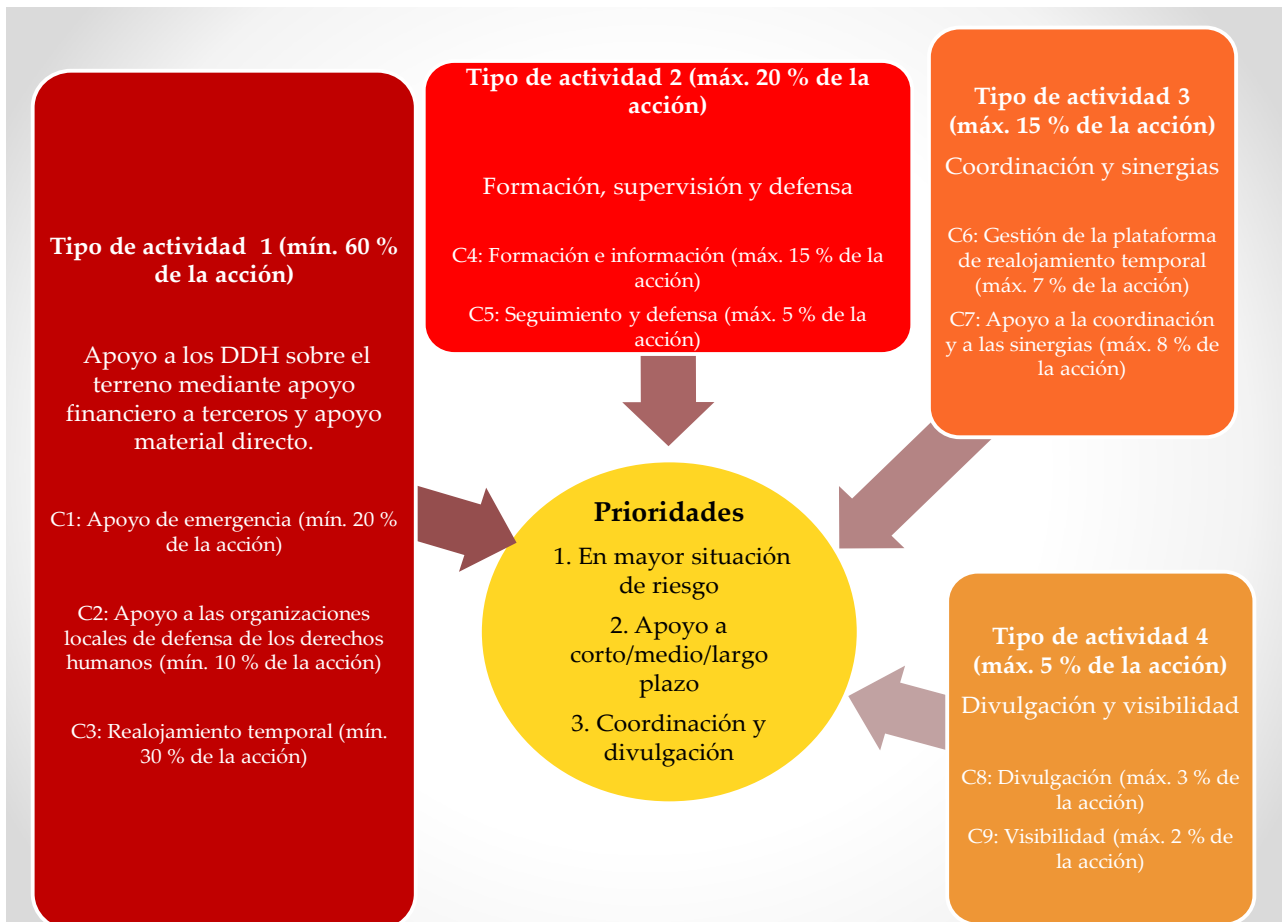 Tipo de actividad  1 (mín. 60 %
de la acción)
Apoyo a los DDH sobre el
terreno mediante apoyo
financiero a terceros y apoyo
material directo.
C1: Apoyo de emergencia (mín. 20 %
de la acción)
C2: Apoyo a las organizaciones
locales de defensa de los derechos
humanos (mín. 10 % de la acción)
C3: Realojamiento temporal (mín.
30 % de la acción)
Tipo de actividad 2 (máx. 20 % de la
acción)
Formación, supervisión y defensa
C4: Formación e información (máx. 15 % de la
acción)
C5: Seguimiento y defensa (máx. 5 % de la
acción)
Tipo de actividad 3
(máx. 15 % de la acción)
Coordinación y sinergias
C6: Gestión de la plataforma
de realojamiento temporal
(máx. 7 % de la acción)
C7: Apoyo a la coordinación
y a las sinergias (máx. 8 % de
la acción)
Prioridades
1. En mayor situación
de riesgo
2. Apoyo a
corto/medio/largo
plazo
3. Coordinación y
divulgación
Tipo de actividad 4
(máx. 5 % de la acción)
Divulgación y visibilidad
C8: Divulgación (máx. 3 % de
la acción)
C9: Visibilidad (máx. 2 % de
la acción)